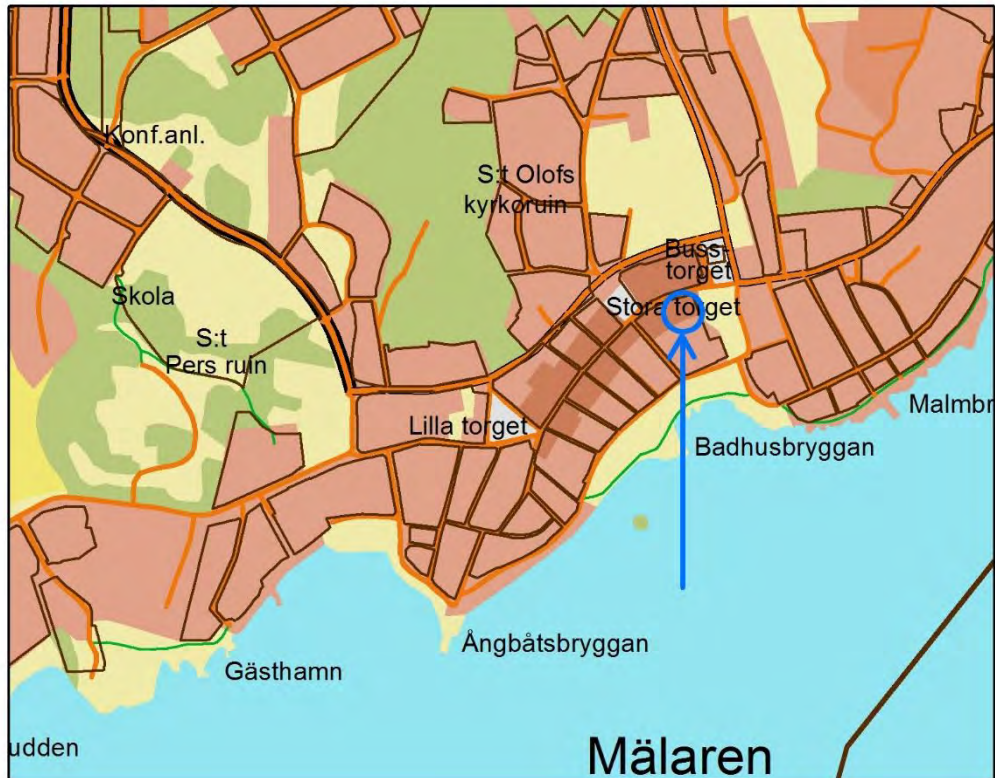 Konf.anl.
S:t Olofs
kyrkoruin
Buss-
torget
Skola
Stora torget
S:t
Pers ruin
Malmbr
Lilla torget
Badhusbryggan
Ångbåtsbryggan
Gästhamn
udden
Mälaren